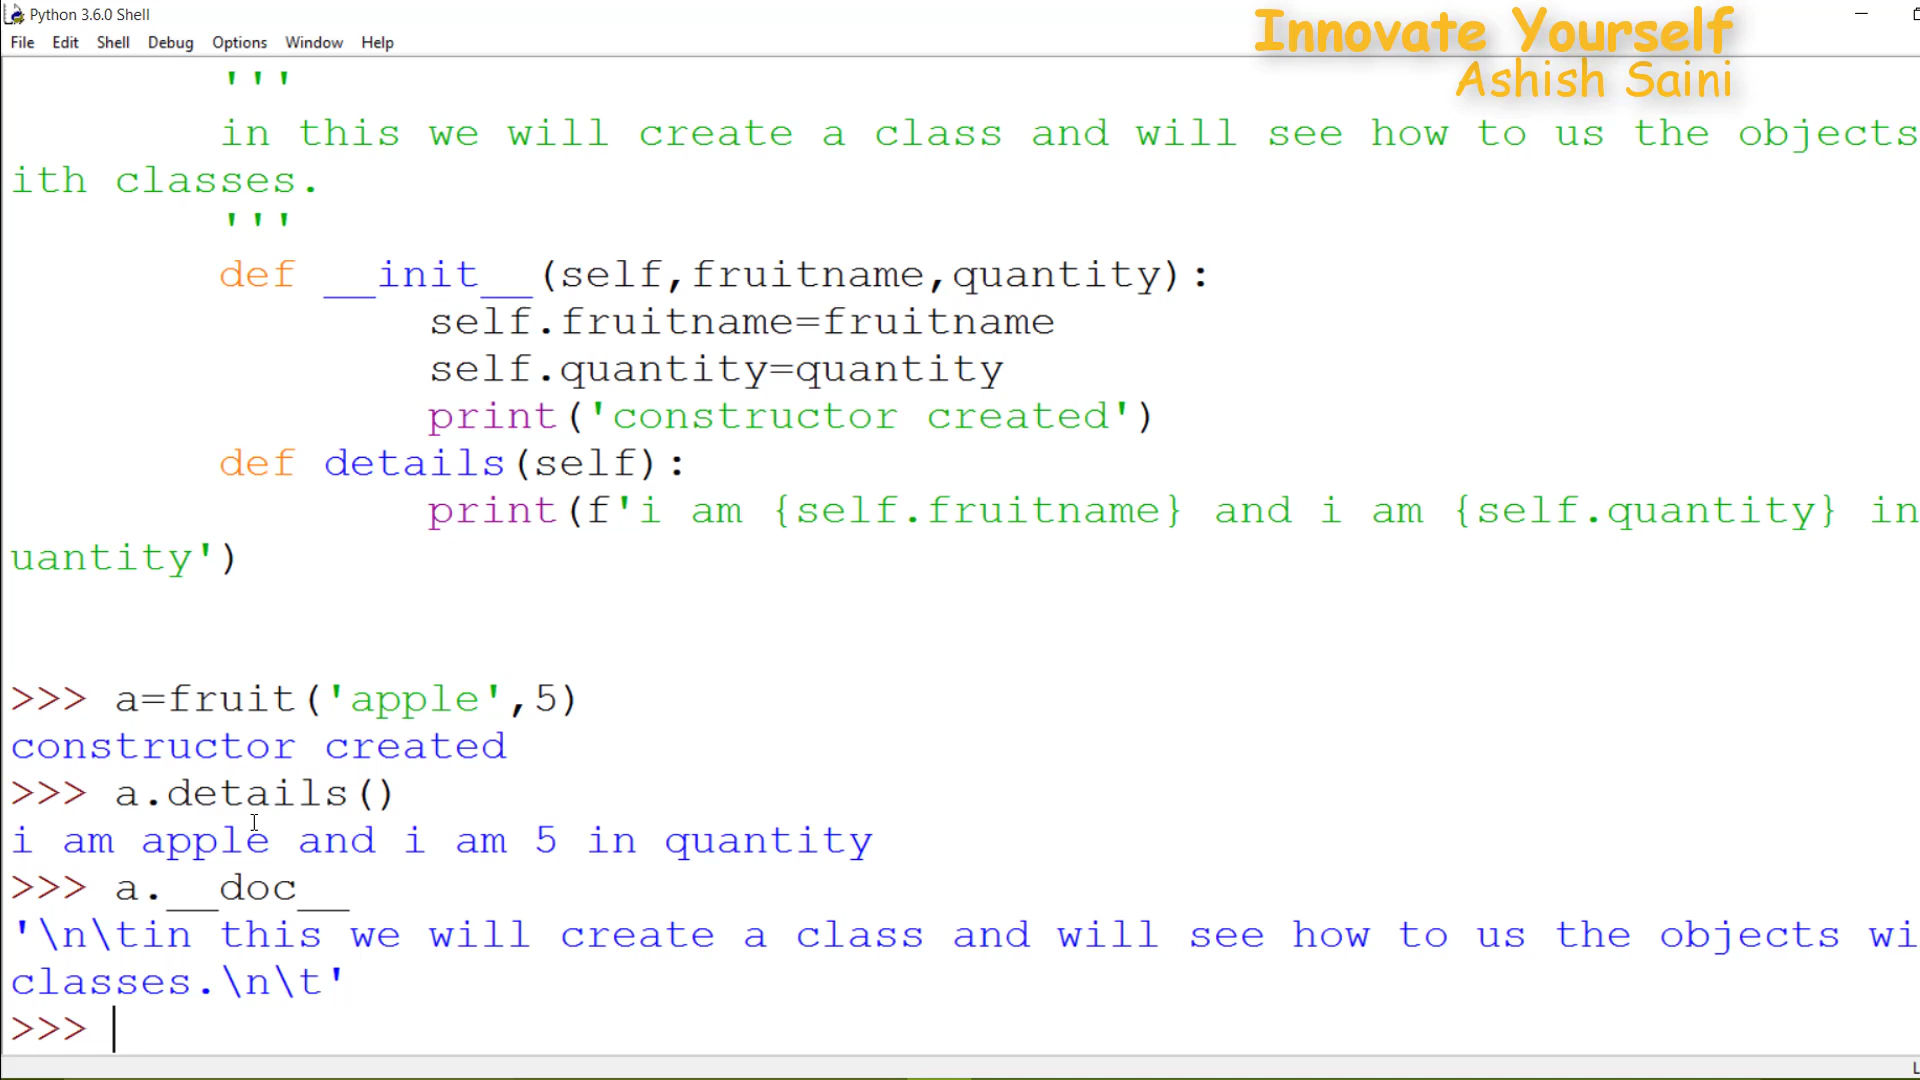 Python 3.6.0 Shell
Innovate Yourself
File Edit Shell Debug Options Window Help
Ashish Saini
'''
in this we will create a class and will see how to us the objects
ith classes.
'''
def __init__(self,fruitname,quantity):
self.fruitname=fruitname
self.quantity=quantity
print('constructor created')
def details(self):
print(f'i am {self.fruitname} and i am {self.quantity} in
uantity')
>>> a=fruit('apple',5)
constructor created
>>> a.details()
i am apple and i am 5 in quantity
>>> a.__doc__
'\n\tin this we will create a class and will see how to us the objects wi
classes.\n\t'
>>>